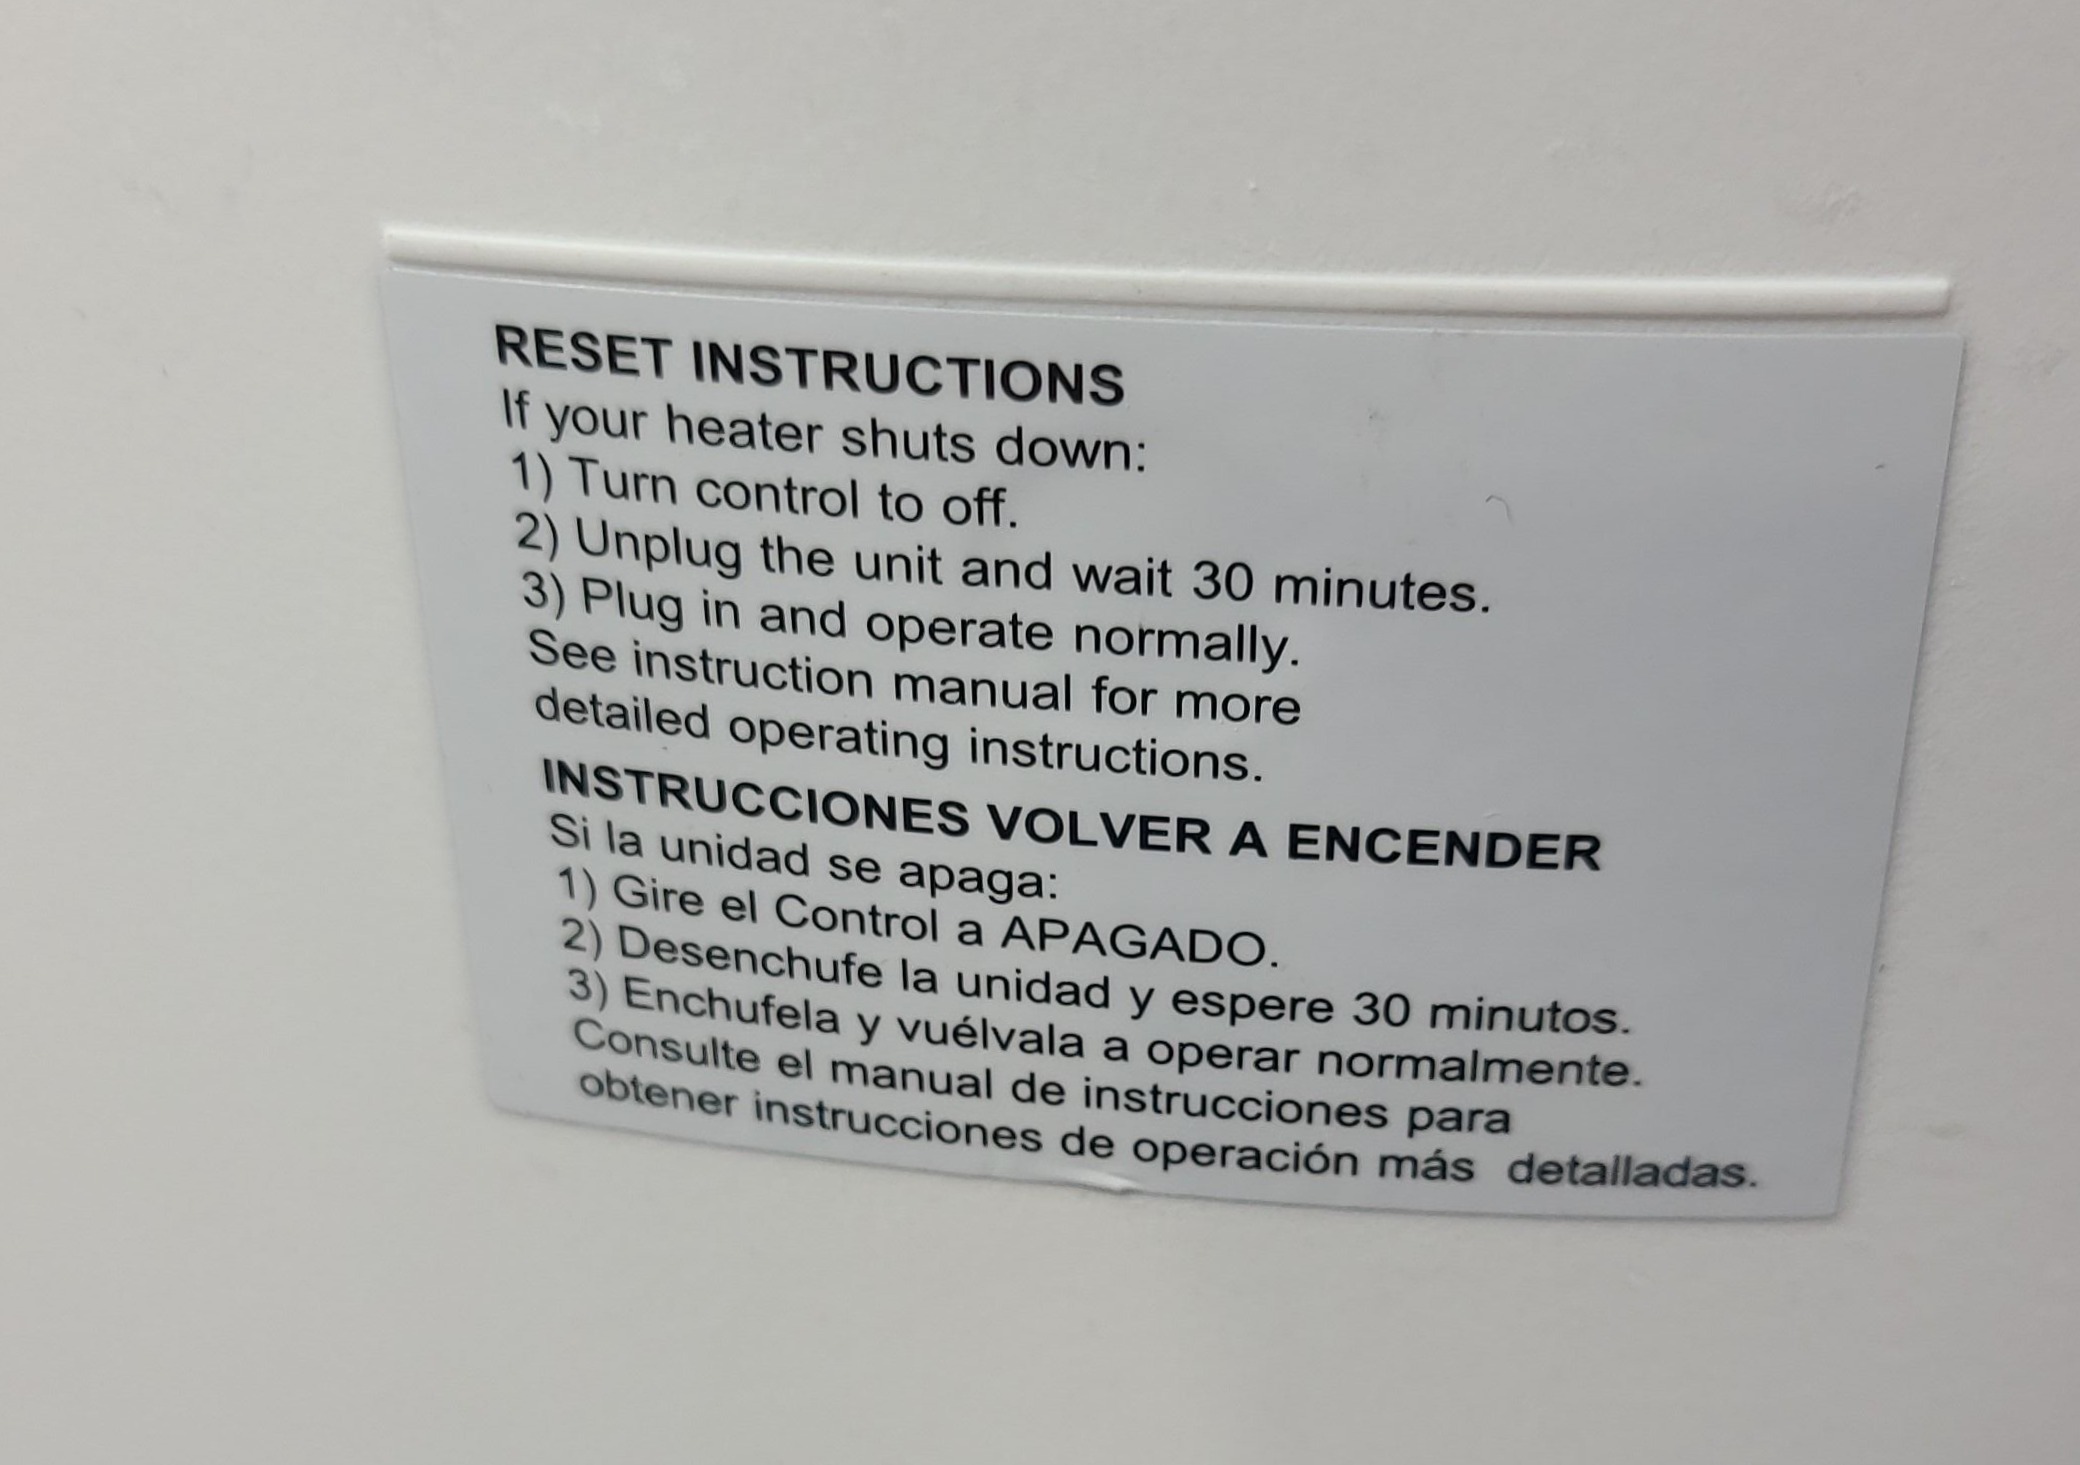 RESET INSTRUCTIONS
If your heater shuts down:
1) Turn control to off.
2) Unplug the unit and wait 30 minutes.
3) Plug in and operate normally.
See instruction manual for more
detailed operating instructions.
INSTRUCCIONES VOLVER A ENCENDER
Si la unidad se apaga:
1) Gire el Control a APAGADO.
2) Desenchufe la unidad y espere 30 minutos.
3) Enchufela y vuélvala a operar normalmente.
Consulte el manual de instrucciones para
obtener instrucciones de operación más detalladas.